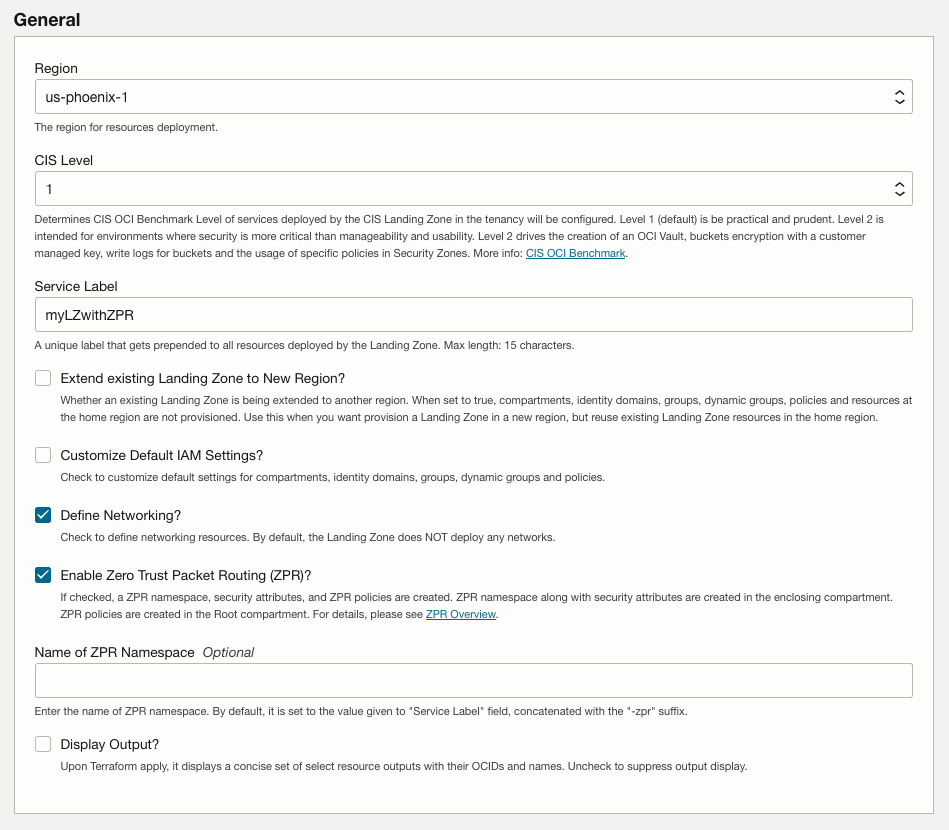 General
Region
us-phoenix-1
The region for resources deployment.
CIS Level
1
Determines CIS OCI Benchmark Level of services deployed by the CIS Landing Zone in the tenancy will be configured. Level 1 (default) is be practical and prudent. Level 2 is
intended for environments where security is more critical than manageability and usability. Level 2 drives the creation of an OCI Vault, buckets encryption with a customer
managed key, write logs for buckets and the usage of specific policies in Security Zones. More info: CIS OCI Benchmark.
Service Label
myLZwithZPR
A unique label that gets prepended to all resources deployed by the Landing Zone. Max length: 15 characters.
Extend existing Landing Zone to New Region?
Whether an existing Landing Zone is being extended to another region. When set to true, compartments, identity domains, groups, dynamic groups, policies and resources at
the home region are not provisioned. Use this when you want provision a Landing Zone in a new region, but reuse existing Landing Zone resources in the home region.
Customize Default IAM Settings?
Check to customize default settings for compartments, identity domains, groups, dynamic groups and policies.
Define Networking?
Check to define networking resources. By default, the Landing Zone does NOT deploy any networks.
Enable Zero Trust Packet Routing (ZPR)?
If checked, a ZPR namespace, security attributes, and ZPR policies are created. ZPR namespace along with security attributes are created in the enclosing compartment.
ZPR policies are created in the Root compartment. For details, please see ZPR Overview.
Name of ZPR Namespace Optional
Enter the name of ZPR namespace. By default, it is set to the value given to "Service Label" field, concatenated with the "-zpr" suffix.
Display Output?
Upon Terraform apply, it displays a concise set of select resource outputs with their OCIDs and names. Uncheck to suppress output display.